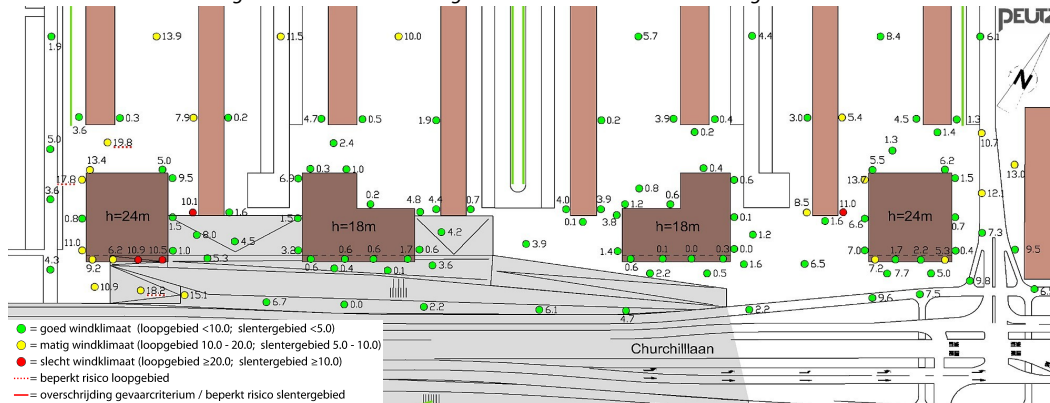 PEUTZ
13.9 11.5 10.0 5.7 4.4 8.4 6.1
1.9
N
3.6 0.3 7.9 0.2 4.7 0.5 1.9 0.2 3.9 0.4 3.0 5.4 4.5 1.3
5.0 19.8 2.4 0.2 1.3 1.4 10.7
13.4 5.0 0.3 1.0 0.4 5.5 6.2 13.0
17.8 9.5 6.9 0.6 13.7 1.5
3.6 0.8 0.2 0.6 12.1
10.1 1.6 4.8 4.4 0.7 4.0 3.9 1.2 8.5 11.0
0.8 h=24m 1.5 1.5 h=18m 4.2 0.1 3.8 h=18m 0.1 1.6 6.6 h=24m 0.7
8.0 4.5 3.9 1.2 7.3
11.0 6.2 10.9 10.5 1.0 3.2 0.6 0.6 1.7 0.6 1.4 0.1 0.0 0.3 0.0 7.0 1.7 2.2 5.3 0.4 9.5
4.3 9.2 5.3 0.6 0.4 0.1 3.6 0.6 2.2 0.5 1.6 6.5 7.2 7.7 5.0
10.9 18.2 15.1 9.8
6.7 0.0 2.2 6.1 4.7 2.2 9.6 7.5
= goed windklimaat (loopgebied <10.0; slentergebied <5.0)
= matig windklimaat (loopgebied 10.0 - 20.0; slentergebied 5.0 - 10.0)
= slecht windklimaat (loopgebied ≥20.0; slentergebied ≥10.0)
= beperkt risico loopgebied
= overschrijding gevaarcriterium / beperkt risico slentergebied
Churchilllaan